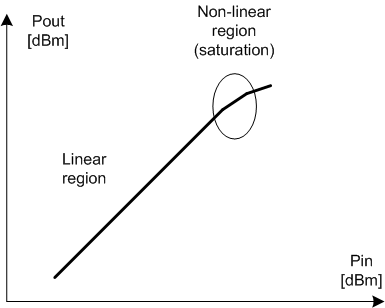 Pout
[dBm]
Non-linear
region
(saturation)
Linear
region
Pin
[dBm]